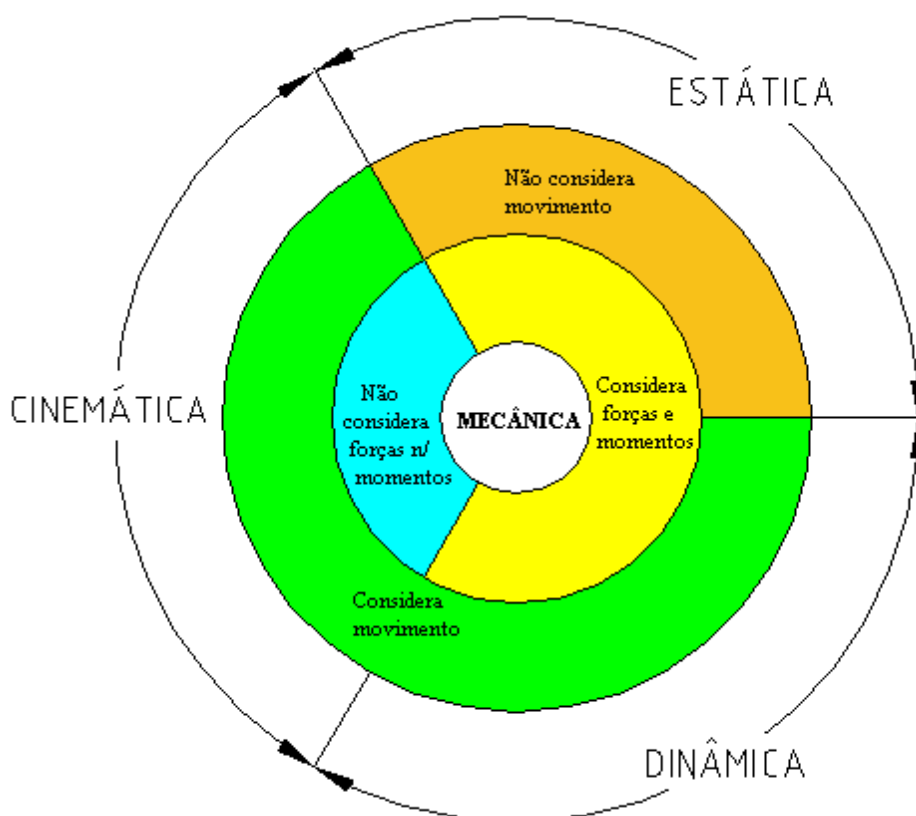 ESTÁTICA
Não considera
movimento
CINEMÁTICA
Não
considera
forças n/
momentos
MECÂNICA
Considera
forças e
momentos
Considera
movimento
DINÂMICA